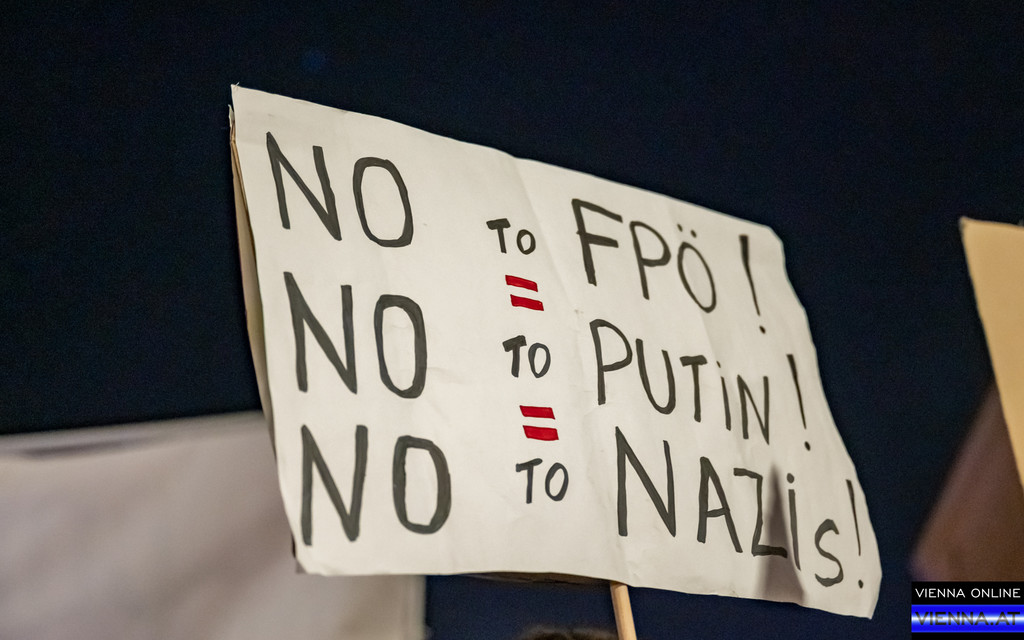 NO TO FPÖ!
=
NO TO PUTiN!
=
NO TO NAZiS!
VIENNA ONLINE
VIENNA.AT